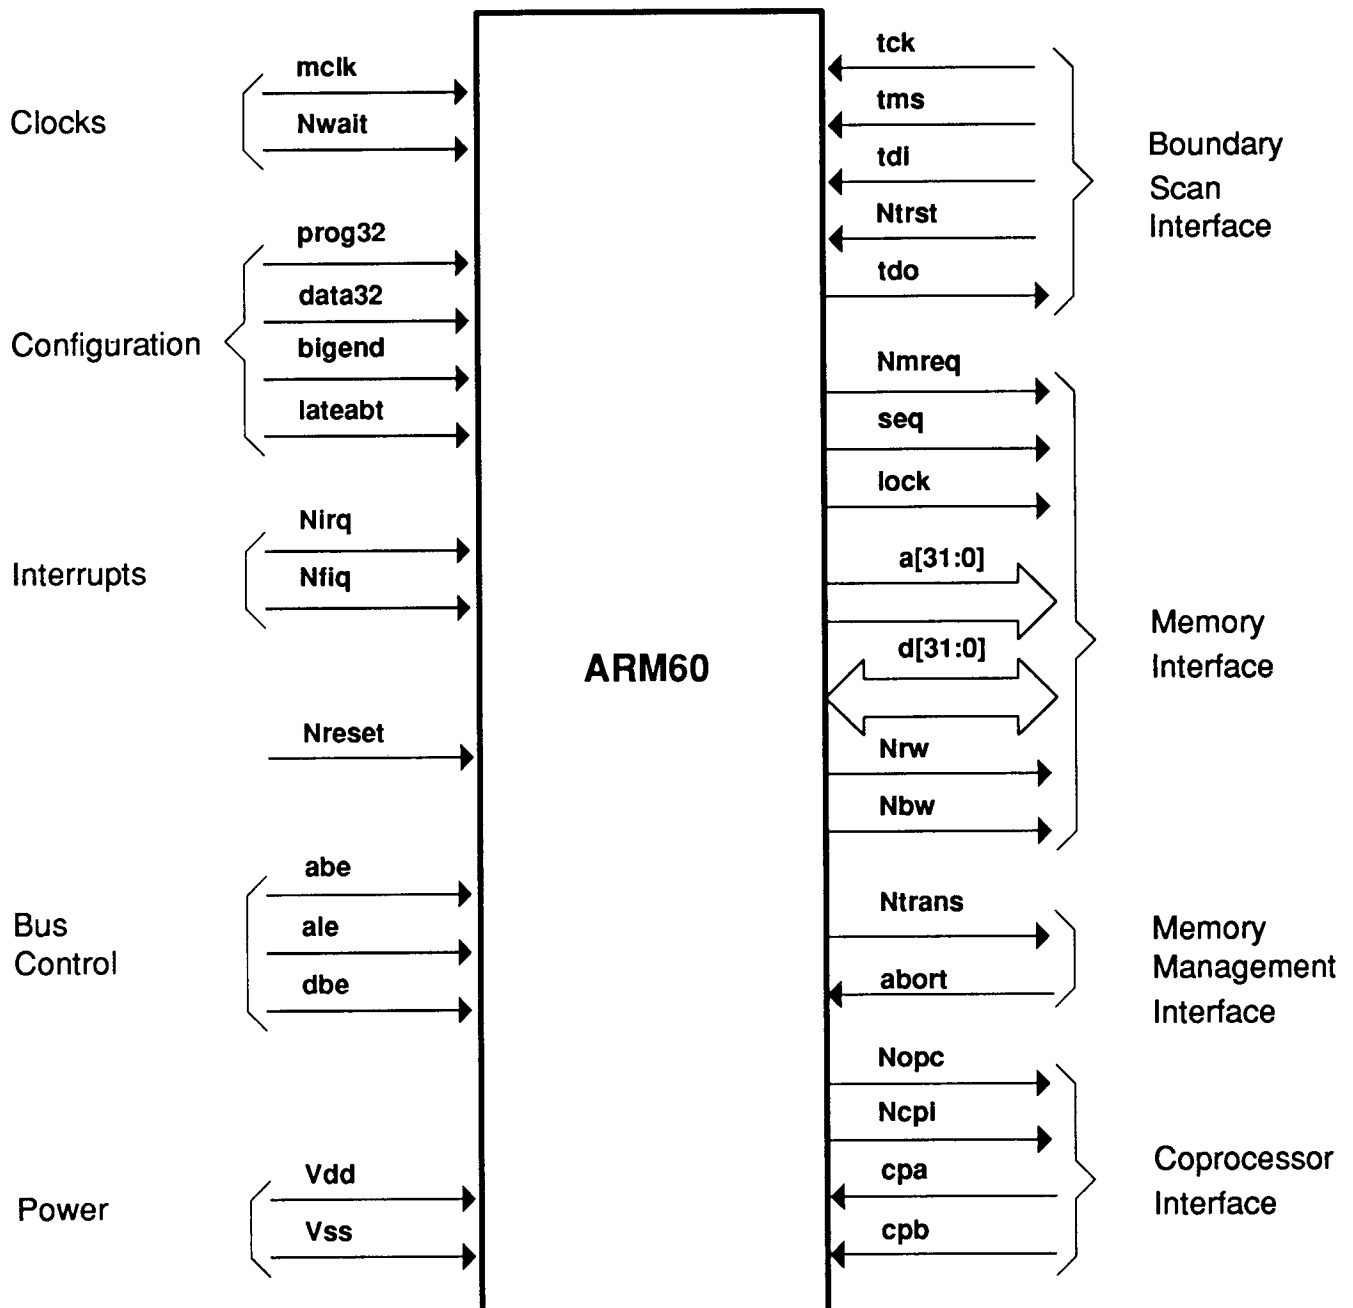 Clocks
mclk
Nwait
Configuration
prog32
data32
bigend
lateabt
Interrupts
Nirq
Nfiq
Nreset
Bus
Control
abe
ale
dbe
Power
Vdd
Vss
ARM60
tck
tms
tdi
Ntrst
tdo
Boundary
Scan
Interface
Nmreq
seq
lock
a[31:0]
d[31:0]
Nrw
Nbw
Memory
Interface
Ntrans
abort
Memory
Management
Interface
Nopc
Ncpi
cpa
cpb
Coprocessor
Interface